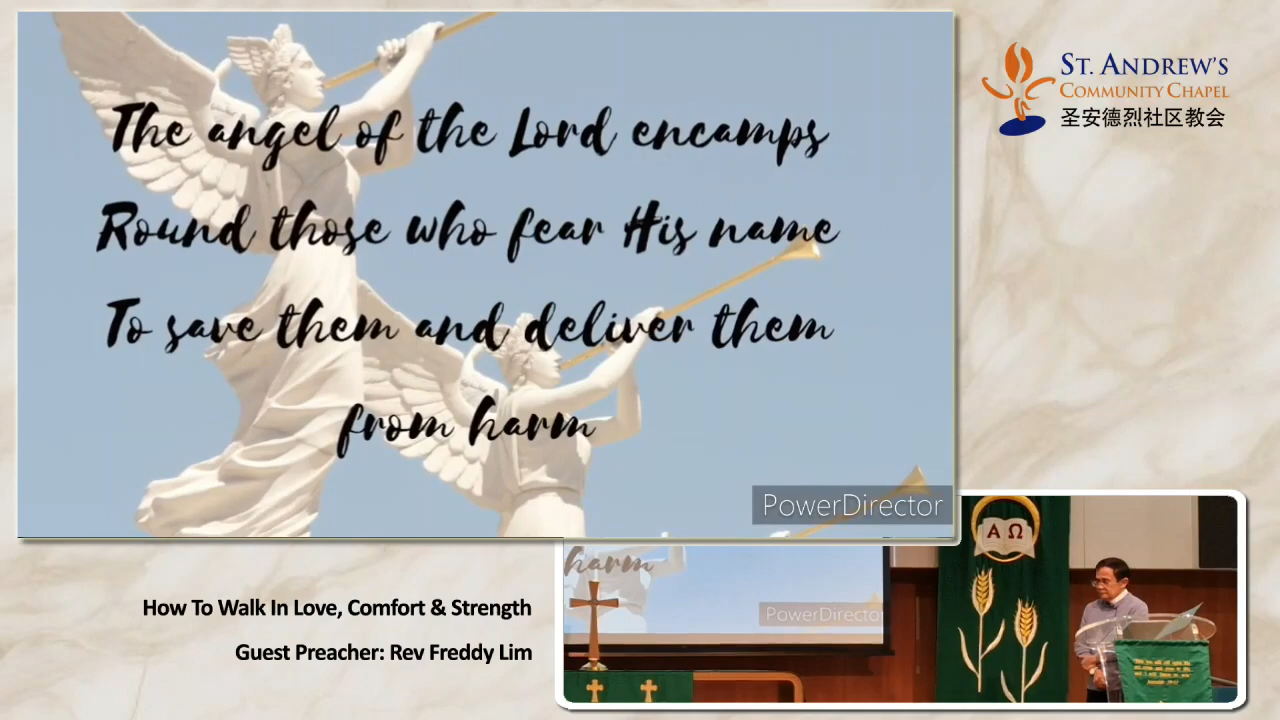 The angel of the Lord encamps
Round those who fear His name
To save them and deliver them
from harm
PowerDirector
ST. ANDREW'S
COMMUNITY CHAPEL
圣安德烈社区教会
How To Walk In Love, Comfort & Strength
Guest Preacher: Rev Freddy Lim
harm
PowerDirector
Α Ω